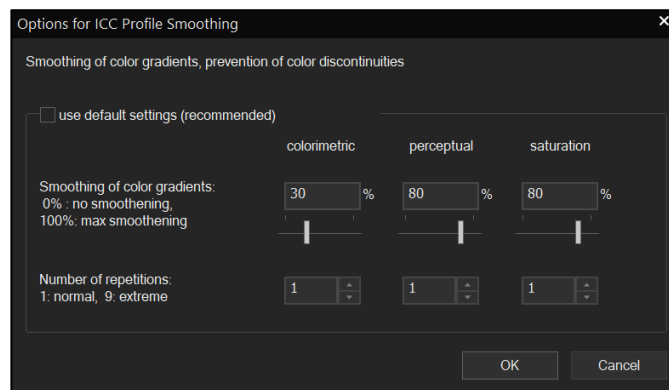 Options for ICC Profile Smoothing
Smoothing of color gradients, prevention of color discontinuities
use default settings (recommended)
colorimetric perceptual saturation
Smoothing of color gradients:
0% : no smoothening,
100%: max smoothening
30 % 80 % 80 %
Number of repetitions:
1: normal, 9: extreme
1 1 1
OK Cancel